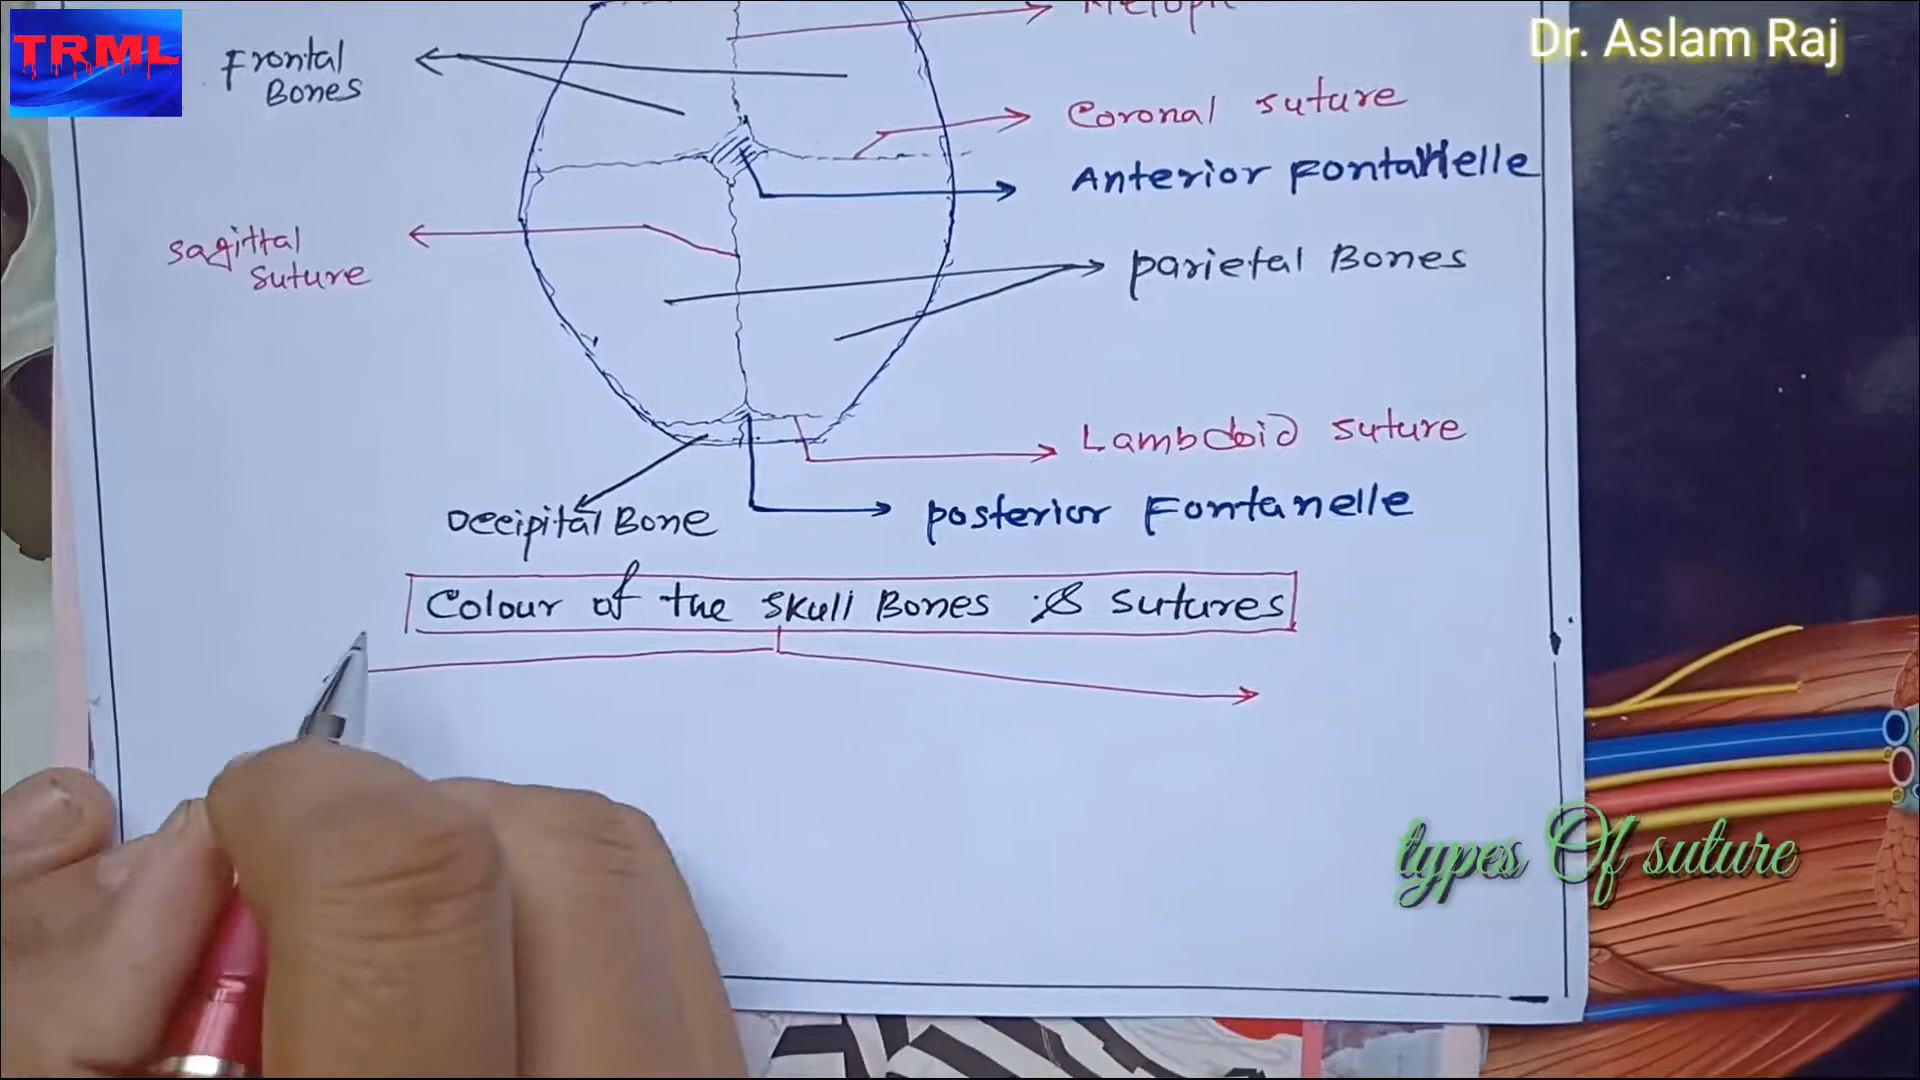 TRML
Dr. Aslam Raj
Frontal
Bones
Coronal suture
Anterior Fontanelle
sagittal
suture
parietal Bones
Lambdoid suture
posterior Fontanelle
Occipital Bone
Colour of the skull Bones & sutures
types Of suture